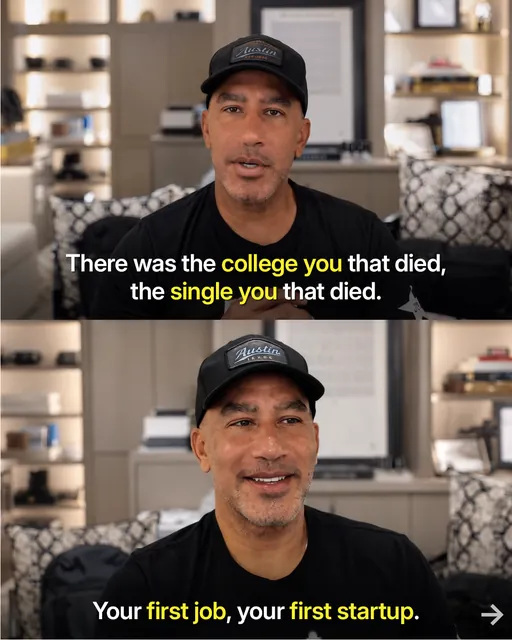 Austin
There was the college you that died,
the single you that died.
Austin
TEXAS
Your first job, your first startup.